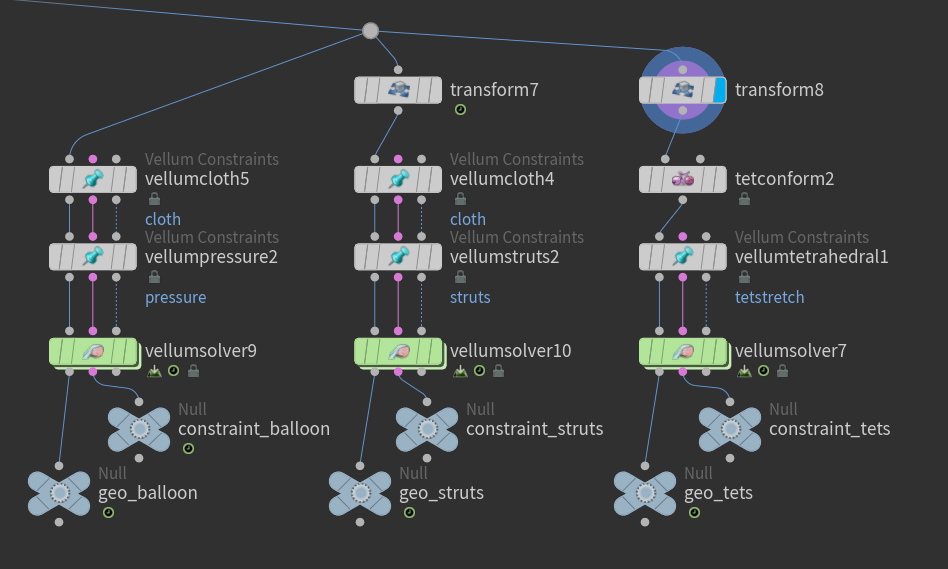 transform7
transform8
Vellum Constraints
vellumcloth5
cloth
Vellum Constraints
vellumcloth4
cloth
tetconform2
Vellum Constraints
vellumpressure2
pressure
Vellum Constraints
vellumstruts2
struts
Vellum Constraints
vellumtetrahedral1
tetstretch
vellumsolver9
vellumsolver10
vellumsolver7
Null
constraint_balloon
Null
constraint_struts
Null
constraint_tets
Null
geo_balloon
Null
geo_struts
Null
geo_tets